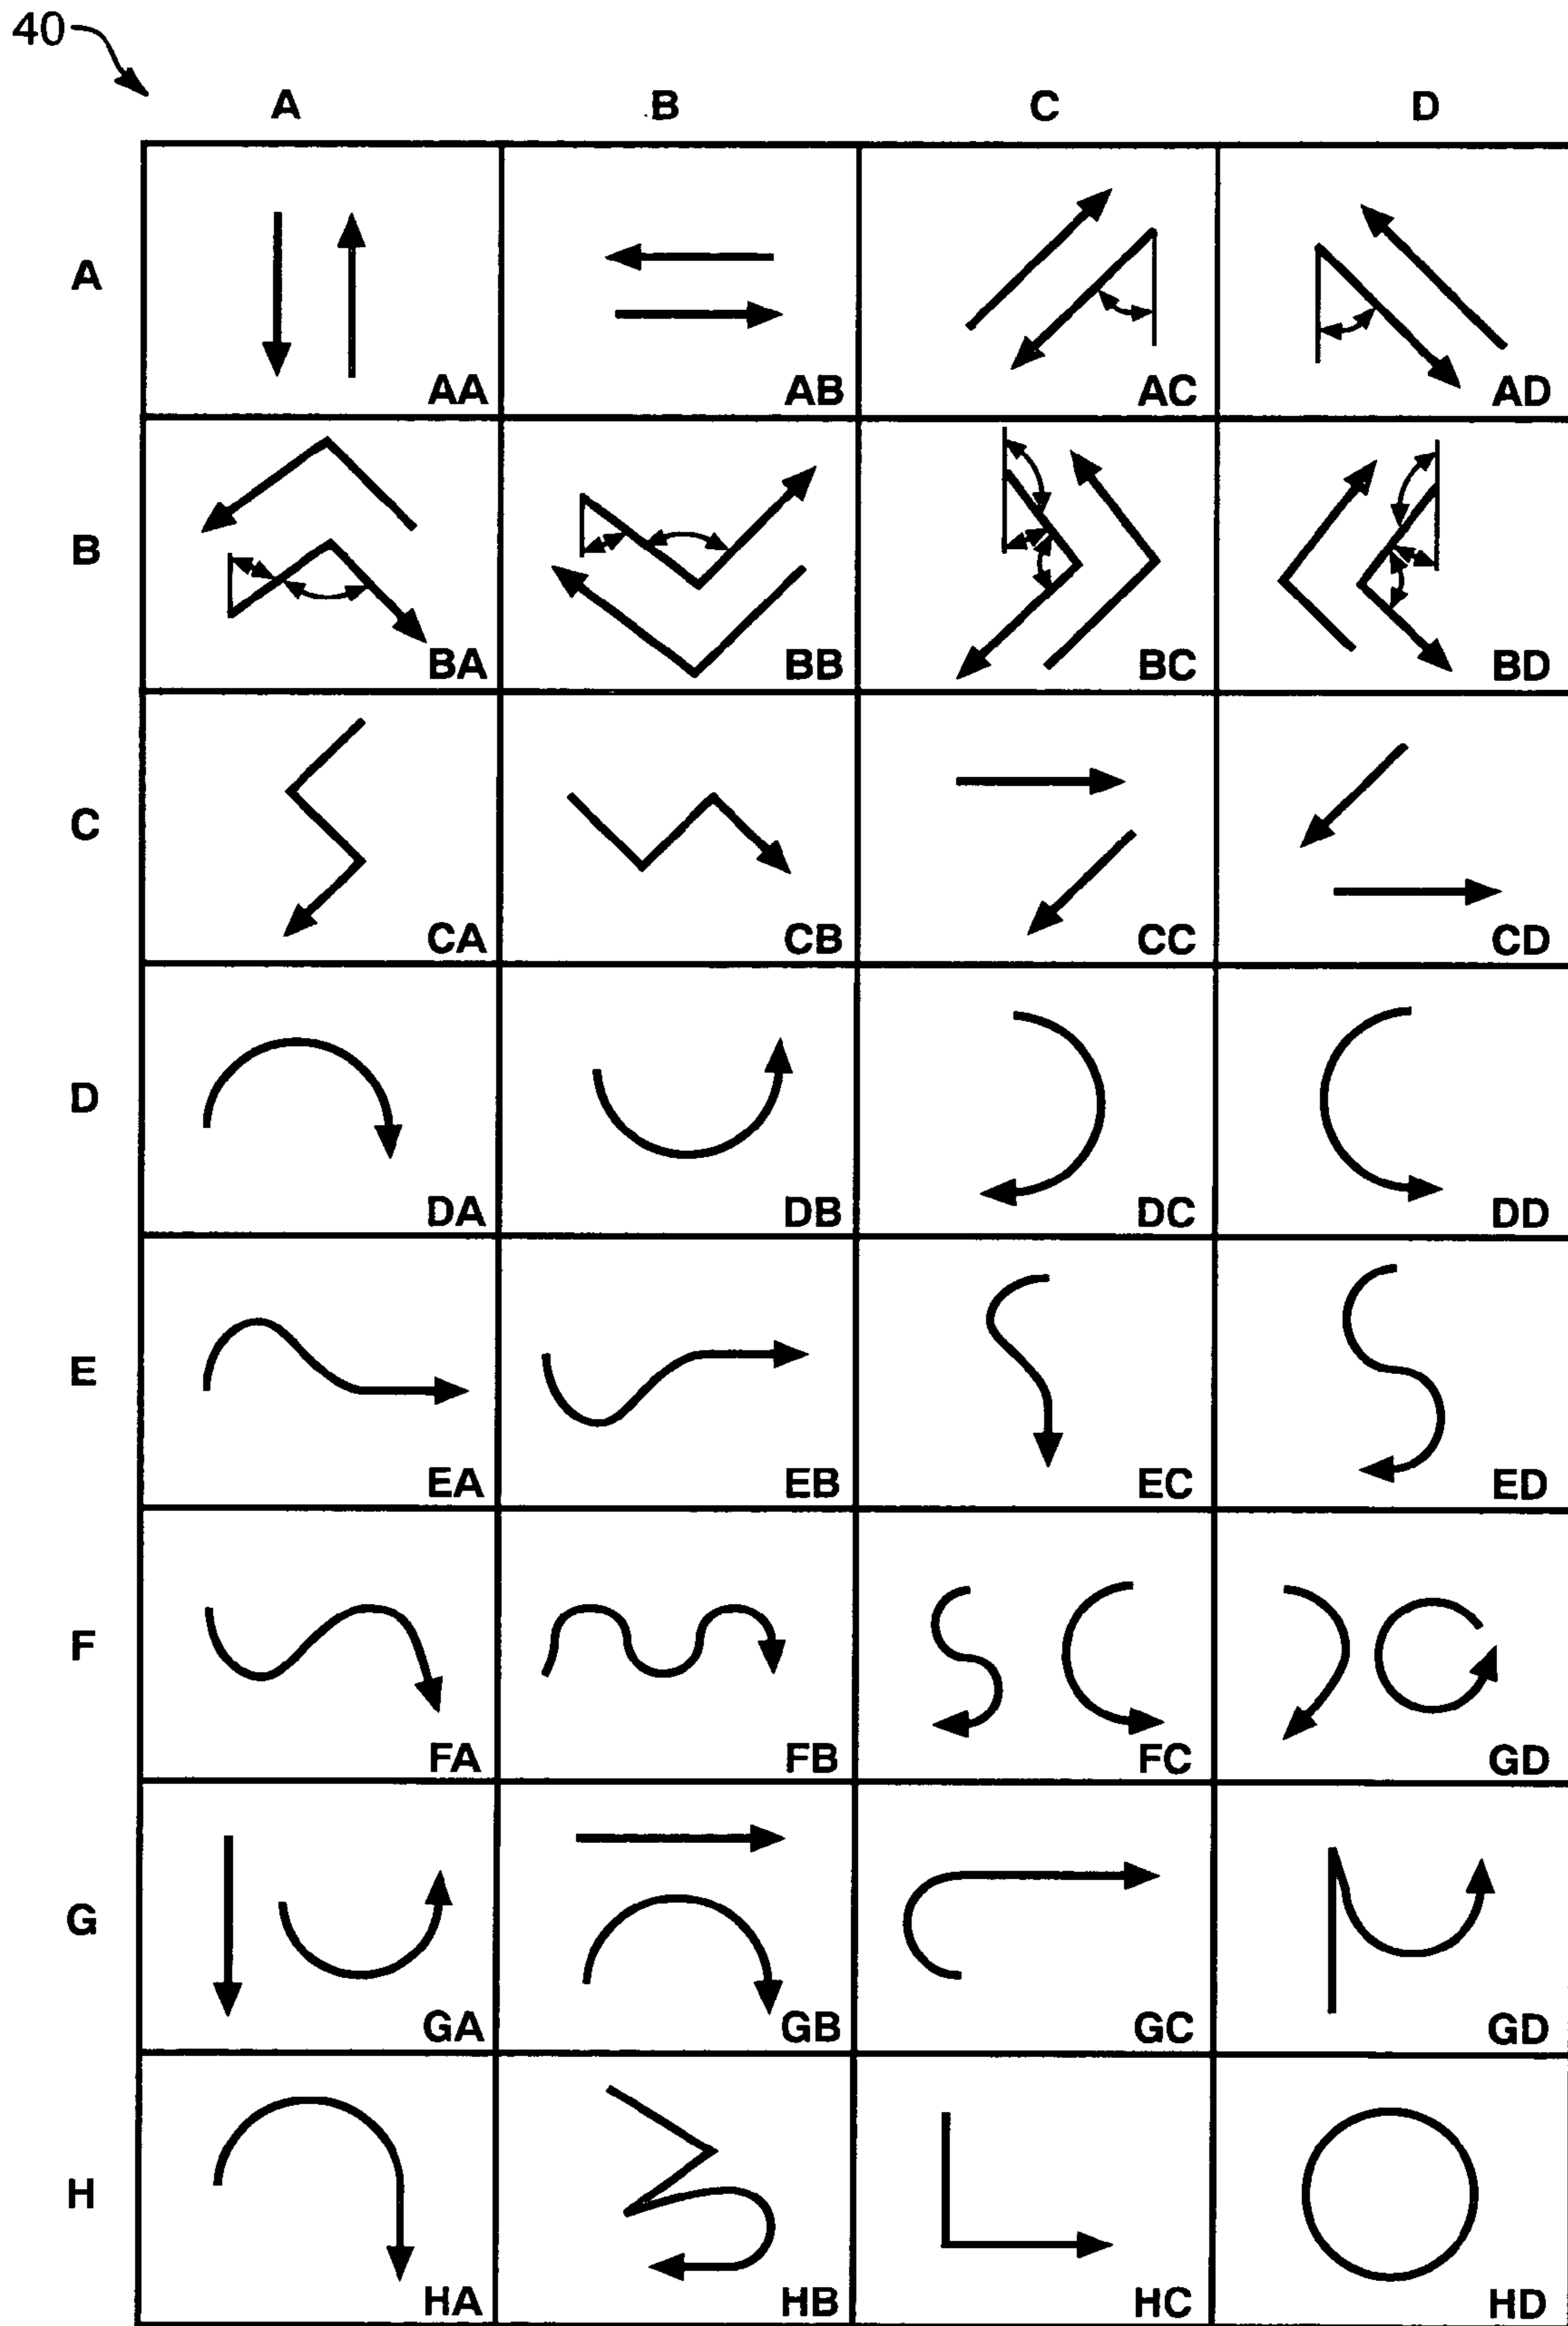 40
A B C D
A
AA AB AC AD
B
BA BB BC BD
C
CA CB CC CD
D
DA DB DC DD
E
EA EB EC ED
F
FA FB FC GD
G
GA GB GC GD
H
HA HB HC HD